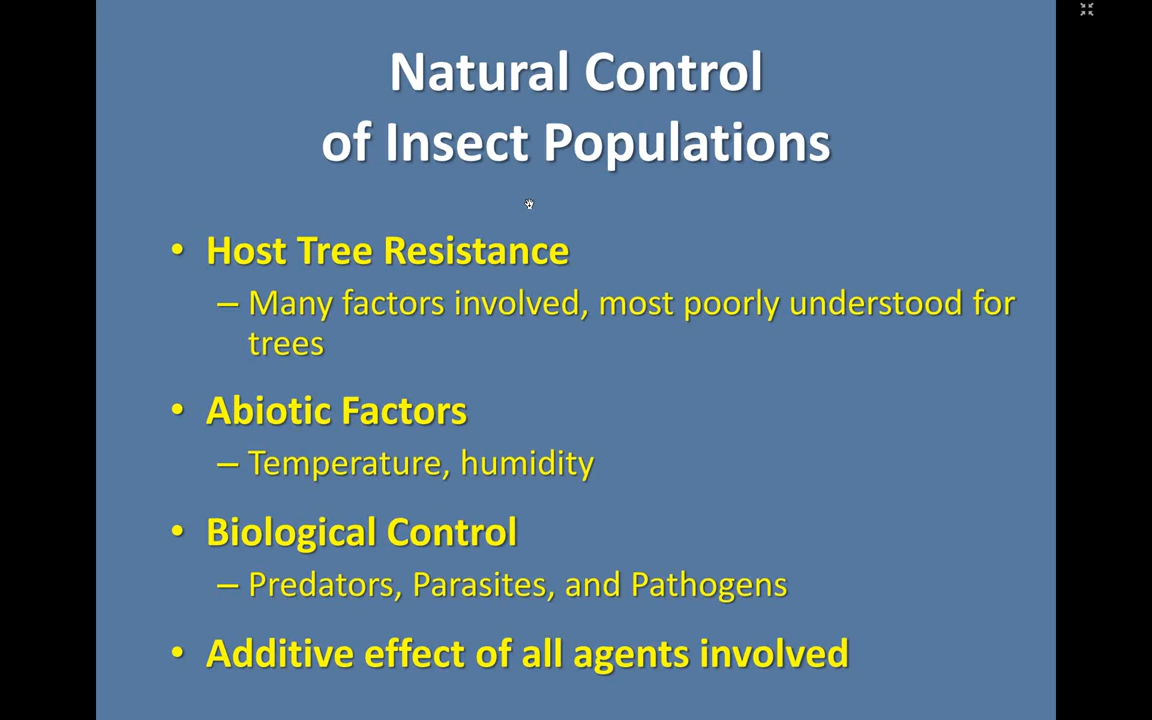 Natural Control
of Insect Populations
• Host Tree Resistance
– Many factors involved, most poorly understood for
trees
• Abiotic Factors
– Temperature, humidity
• Biological Control
– Predators, Parasites, and Pathogens
• Additive effect of all agents involved